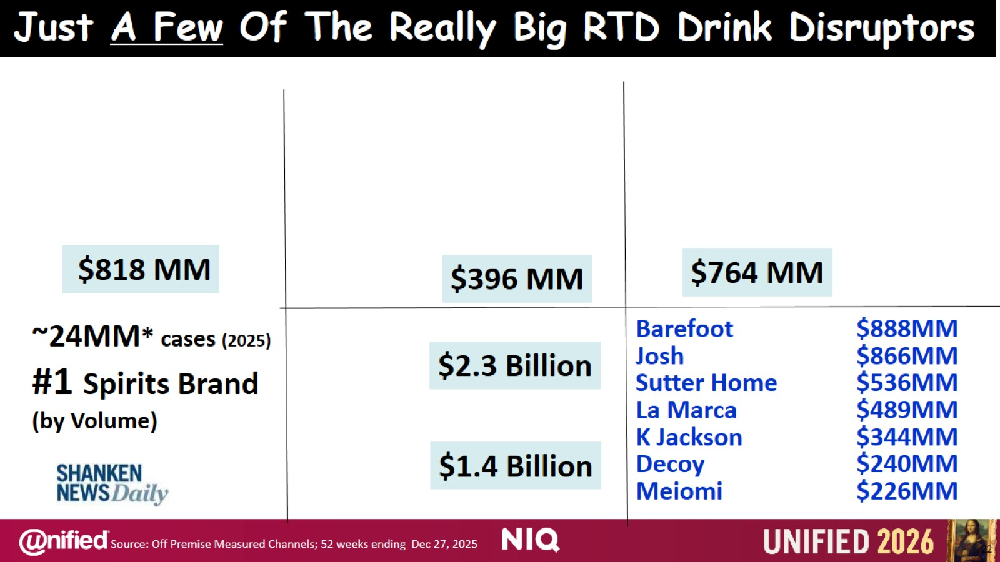 Just A Few Of The Really Big RTD Drink Disruptors
$818 MM
~24MM* cases (2025)
#1 Spirits Brand
(by Volume)
SHANKEN
NEWS Daily
$396 MM
$2.3 Billion
$1.4 Billion
$764 MM
Barefoot $888MM
Josh $866MM
Sutter Home $536MM
La Marca $489MM
K Jackson $344MM
Decoy $240MM
Meiomi $226MM
unified Source: Off Premise Measured Channels; 52 weeks ending Dec 27, 2025
NIQ
UNIFIED 2026
22